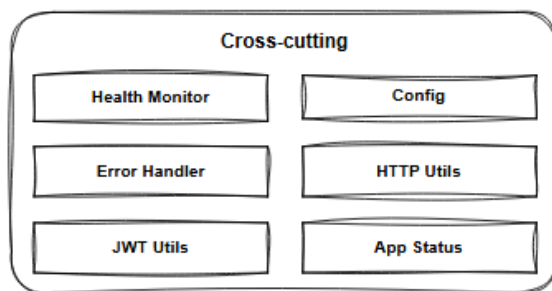 Cross-cutting
Health Monitor
Config
Error Handler
HTTP Utils
JWT Utils
App Status